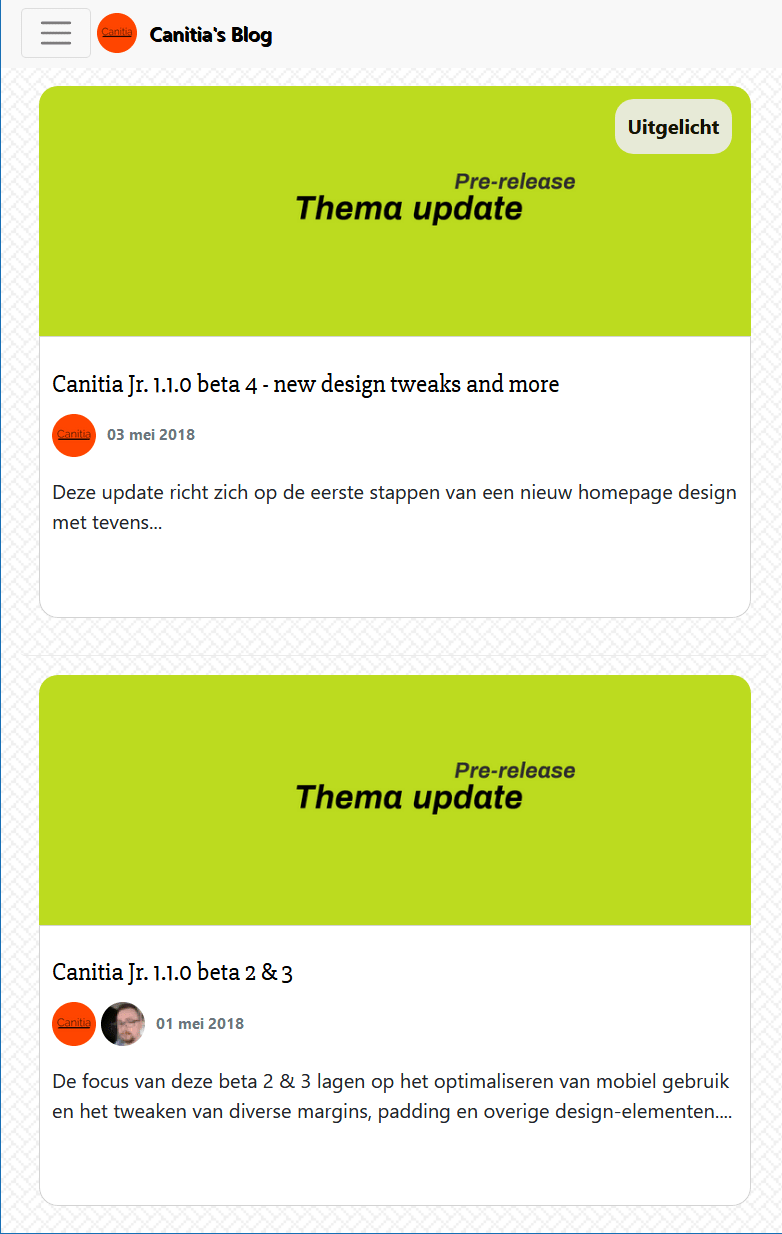 Canitia
Canitia's Blog
Uitgelicht
Pre-release
Thema update
Canitia Jr. 1.1.0 beta 4 - new design tweaks and more
Canitia
03 mei 2018
Deze update richt zich op de eerste stappen van een nieuw homepage design
met tevens...
Pre-release
Thema update
Canitia Jr. 1.1.0 beta 2 & 3
Canitia
01 mei 2018
De focus van deze beta 2 & 3 lagen op het optimaliseren van mobiel gebruik
en het tweaken van diverse margins, padding en overige design-elementen....